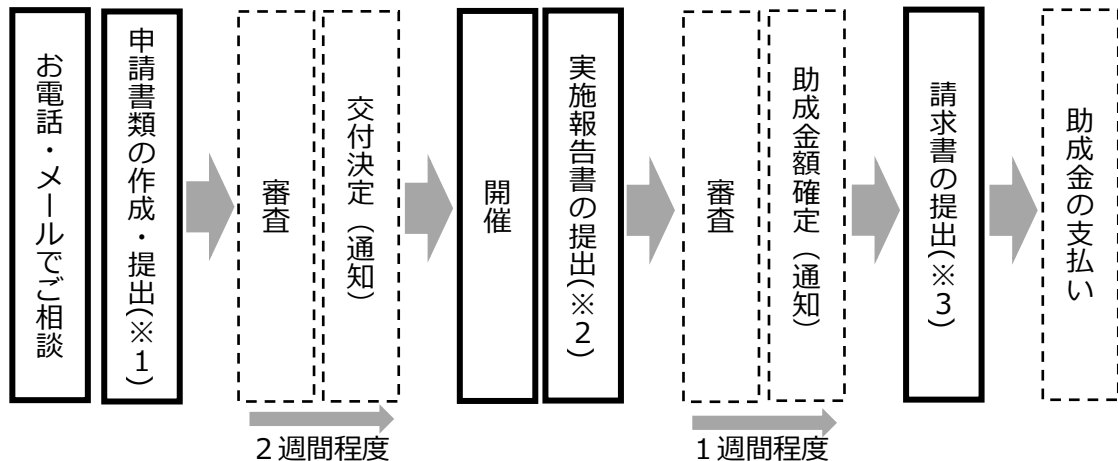 お電話・メールでご相談
申請書類の作成・提出(※1)
審査
交付決定(通知)
開催
実施報告書の提出(※2)
審査
助成金額確定(通知)
請求書の提出(※3)
助成金の支払い
2週間程度
1週間程度